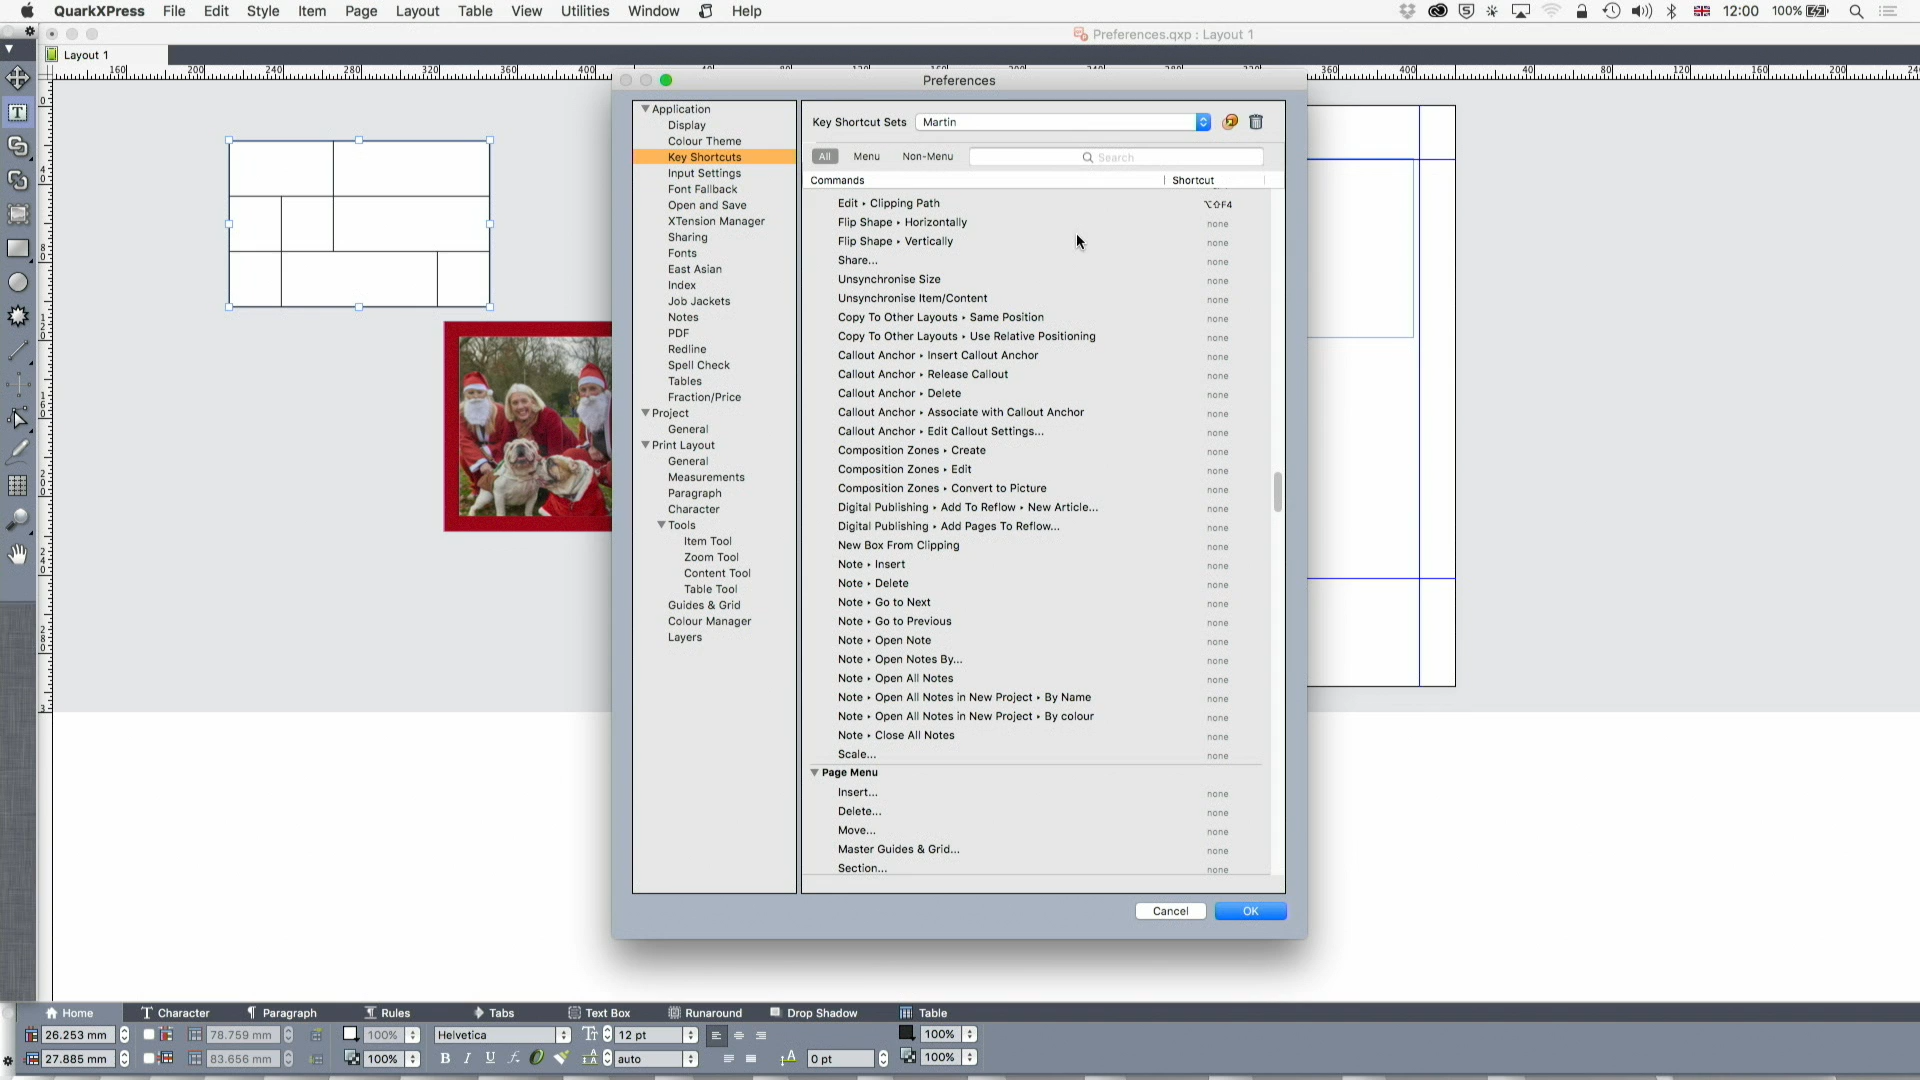 QuarkXPress File Edit Style Item Page Layout Table View Utilities Window Help 12:00 100%
Preferences.qxp : Layout 1
Layout 1
Preferences
Application
Display
Colour Theme
Key Shortcuts
Input Settings
Font Fallback
Open and Save
XTension Manager
Sharing
Fonts
East Asian
Index
Job Jackets
Notes
PDF
Redline
Spell Check
Tables
Fraction/Price
Project
General
Print Layout
General
Measurements
Paragraph
Character
Tools
Item Tool
Zoom Tool
Content Tool
Table Tool
Guides & Grid
Colour Manager
Layers
Key Shortcut Sets Martin
All Menu Non-Menu Search
Commands Shortcut
Edit ▸ Clipping Path ⌥⇧F4
Flip Shape ▸ Horizontally none
Flip Shape ▸ Vertically none
Share... none
Unsynchronise Size none
Unsynchronise Item/Content none
Copy To Other Layouts ▸ Same Position none
Copy To Other Layouts ▸ Use Relative Positioning none
Callout Anchor ▸ Insert Callout Anchor none
Callout Anchor ▸ Release Callout none
Callout Anchor ▸ Delete none
Callout Anchor ▸ Associate with Callout Anchor none
Callout Anchor ▸ Edit Callout Settings... none
Composition Zones ▸ Create none
Composition Zones ▸ Edit none
Composition Zones ▸ Convert to Picture none
Digital Publishing ▸ Add To Reflow ▸ New Article... none
Digital Publishing ▸ Add Pages To Reflow... none
New Box From Clipping none
Note ▸ Insert none
Note ▸ Delete none
Note ▸ Go to Next none
Note ▸ Go to Previous none
Note ▸ Open Note none
Note ▸ Open Notes By... none
Note ▸ Open All Notes none
Note ▸ Open All Notes in New Project ▸ By Name none
Note ▸ Open All Notes in New Project ▸ By colour none
Note ▸ Close All Notes none
Scale... none
Page Menu
Insert... none
Delete... none
Move... none
Master Guides & Grid... none
Section... none
Cancel OK
Home Character Paragraph Rules Tabs Text Box Runaround Drop Shadow Table
26.253 mm 78.759 mm 100% Helvetica 12 pt 100%
27.885 mm 83.656 mm 100% B I U auto 0 pt 100%